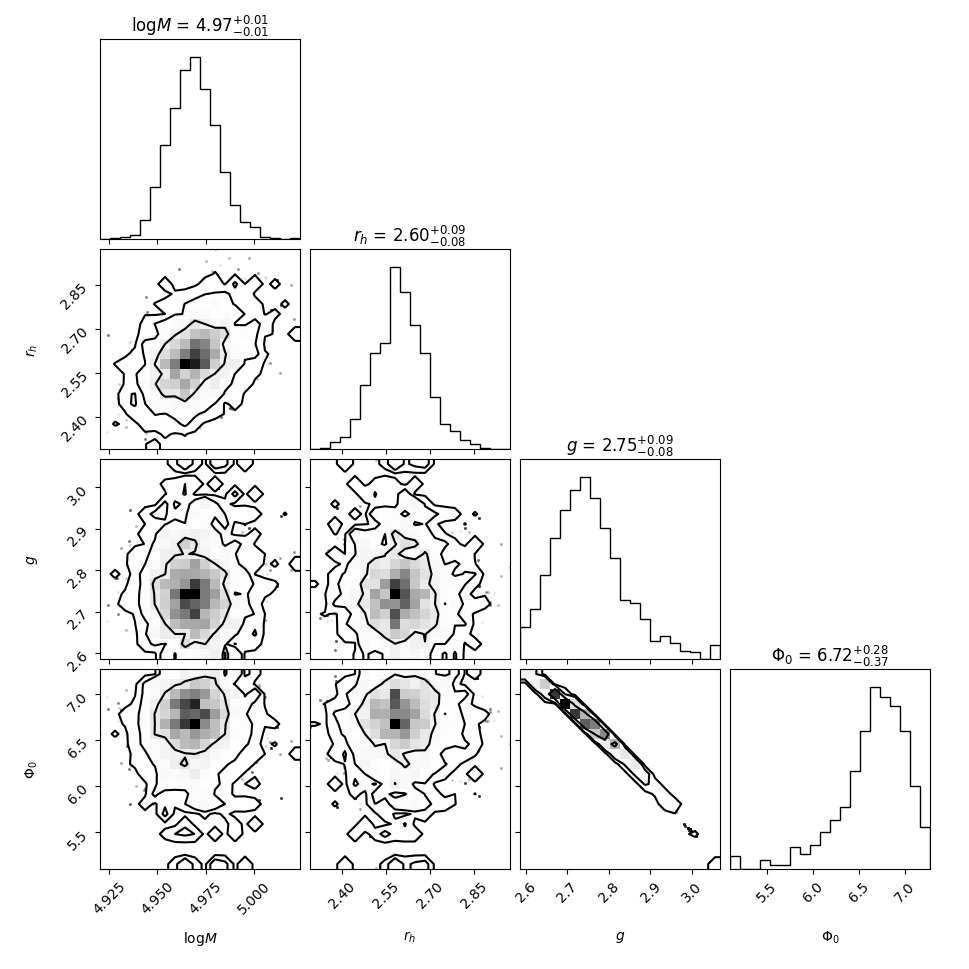 logM = 4.97+0.01 −0.01
rh = 2.60+0.09 −0.08
2.85
2.70
2.55
2.40
rh
g = 2.75+0.09 −0.08
3.0
2.9
2.8
2.7
2.6
g
Φ0 = 6.72+0.28 −0.37
7.0
6.5
6.0
5.5
Φ0
4.925 4.950 4.975 5.000
2.40 2.55 2.70 2.85
2.6 2.7 2.8 2.9 3.0
5.5 6.0 6.5 7.0
logM rh g Φ0